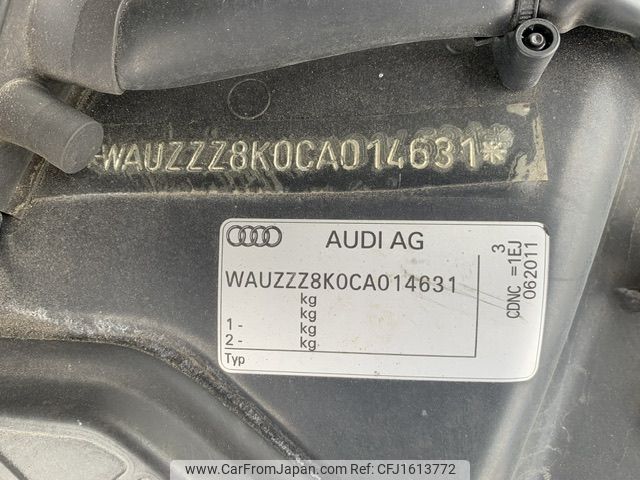 *WAUZZZ8K0CA014631*
AUDI AG
WAUZZZ8K0CA014631
kg
kg
1- kg
2- kg
Typ
3
CDNC =1EJ
062011
www.CarFromJapan.com - CFJ1613772